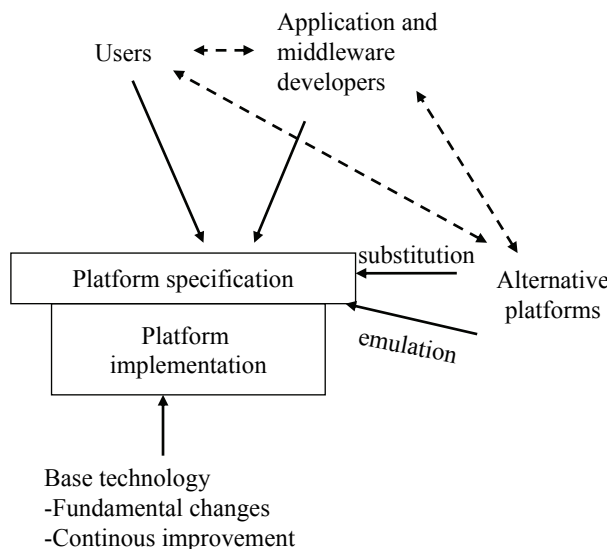 Users
Application and
middleware
developers
substitution
Platform specification
Alternative
platforms
emulation
Platform
implementation
Base technology
-Fundamental changes
-Continous improvement